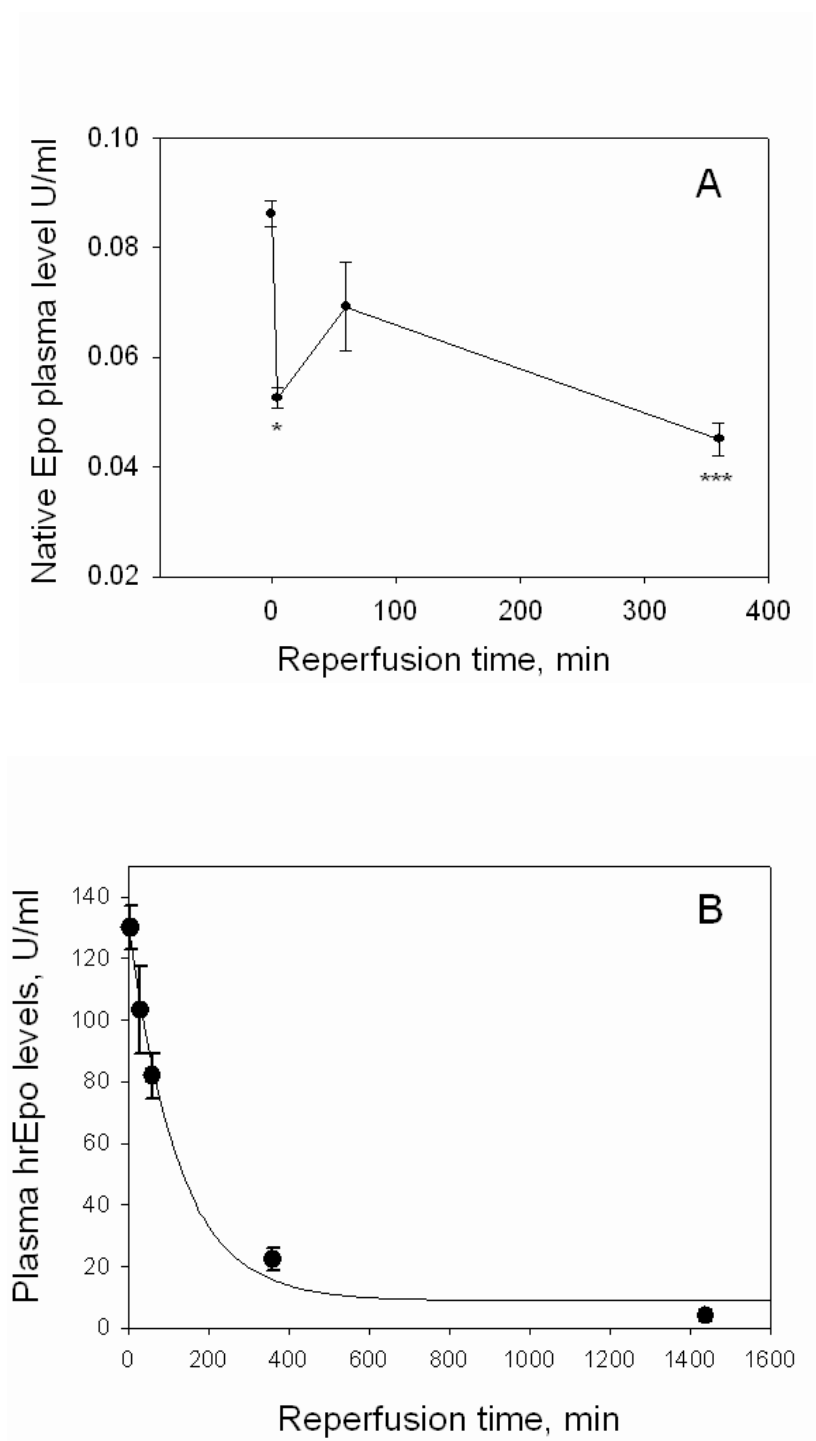 A
Native Epo plasma level U/ml
0.10
0.08
0.06
0.04
0.02
*
***
0 100 200 300 400
Reperfusion time, min
B
Plasma hrEpo levels, U/ml
140
120
100
80
60
40
20
0
0 200 400 600 800 1000 1200 1400 1600
Reperfusion time, min